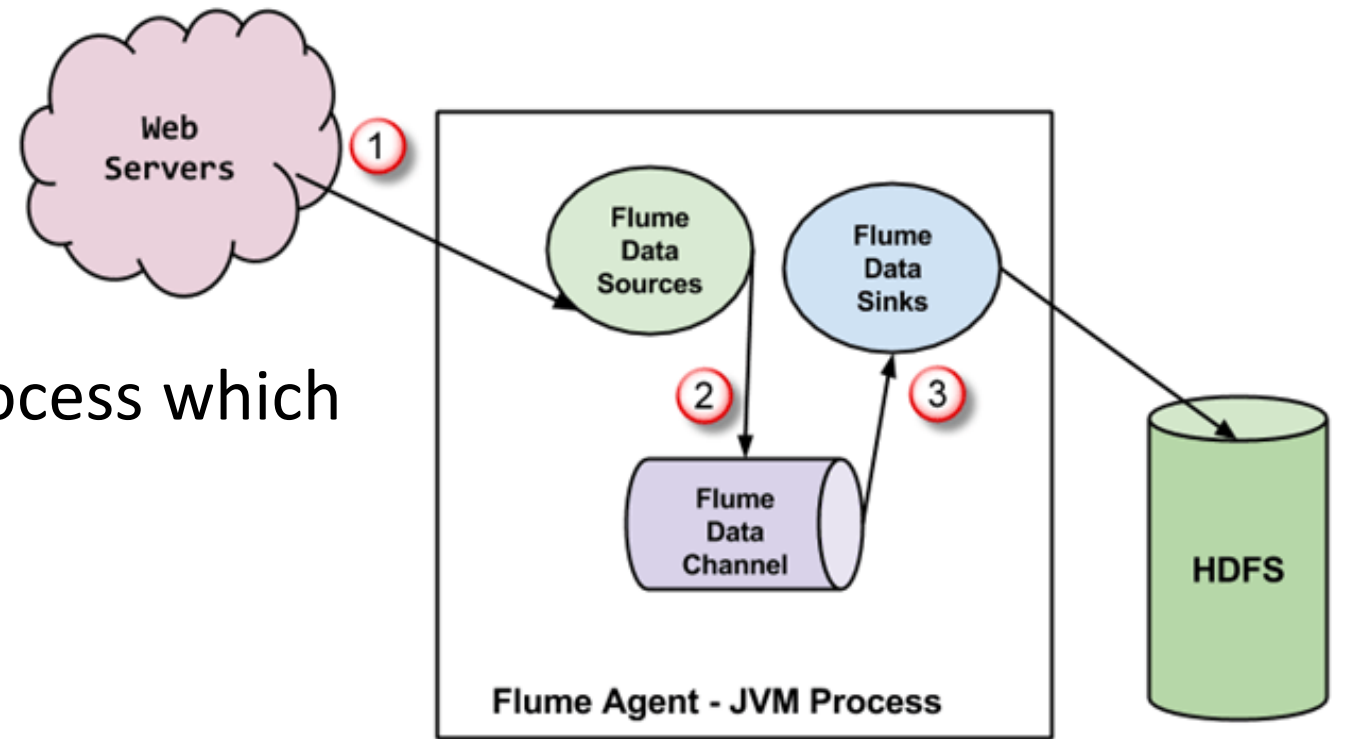 Web
Servers
1
Flume
Data
Sources
Flume
Data
Sinks
2
3
process which
Flume
Data
Channel
HDFS
Flume Agent - JVM Process